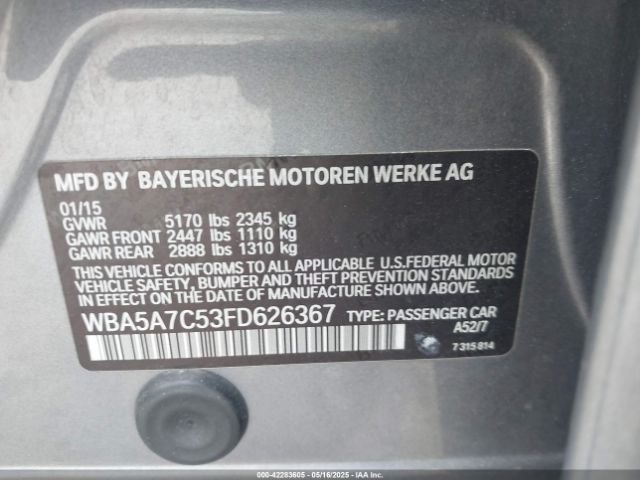 MFD BY BAYERISCHE MOTOREN WERKE AG
01/15
GVWR 5170 lbs 2345 kg
GAWR FRONT 2447 lbs 1110 kg
GAWR REAR 2888 lbs 1310 kg
THIS VEHICLE CONFORMS TO ALL APPLICABLE U.S.FEDERAL MOTOR
VEHICLE SAFETY, BUMPER AND THEFT PREVENTION STANDARDS
IN EFFECT ON THE DATE OF MANUFACTURE SHOWN ABOVE.
WBA5A7C53FD626367 TYPE: PASSENGER CAR
A52/7
7315814
000-42283605 - 05/16/2025 - IAA Inc.